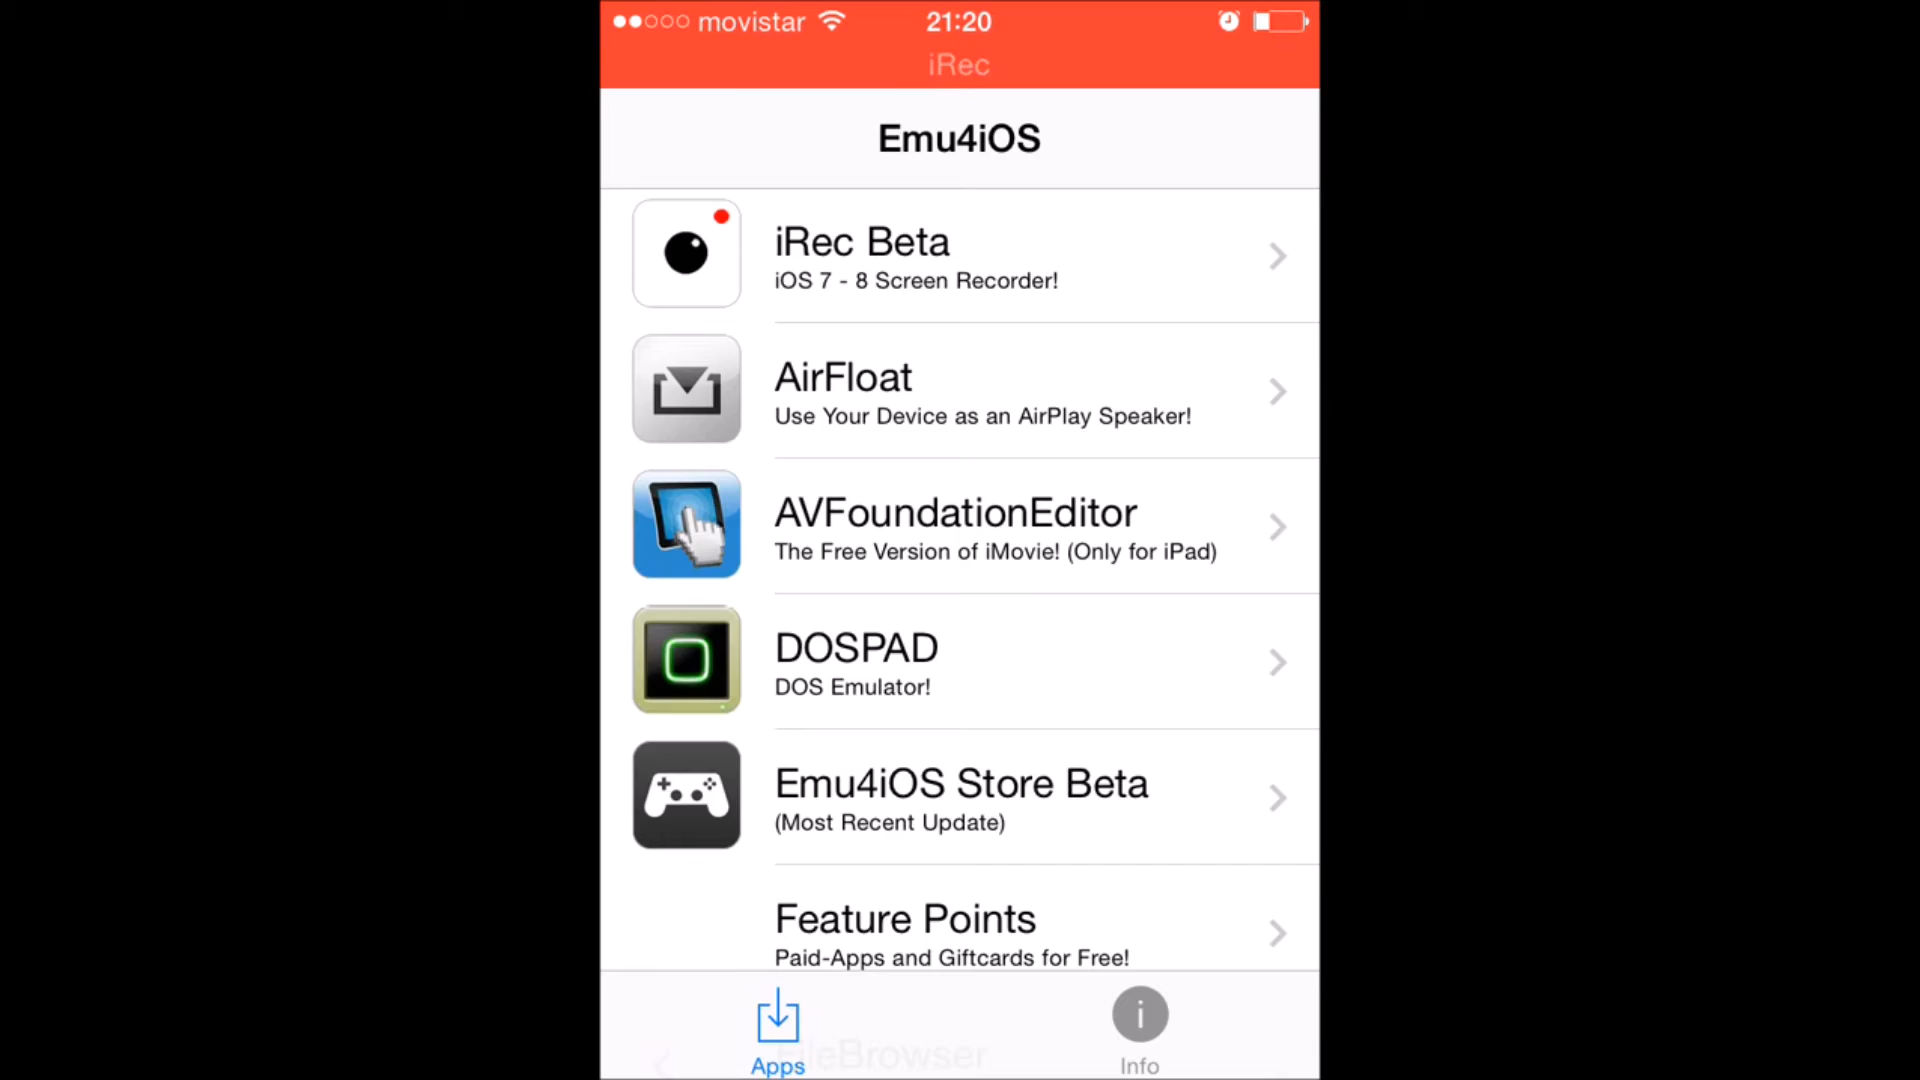 movistar 21:20
iRec
Emu4iOS
iRec Beta
iOS 7 - 8 Screen Recorder!
AirFloat
Use Your Device as an AirPlay Speaker!
AVFoundationEditor
The Free Version of iMovie! (Only for iPad)
DOSPAD
DOS Emulator!
Emu4iOS Store Beta
(Most Recent Update)
Feature Points
Paid-Apps and Giftcards for Free!
FileBrowser
Apps Info